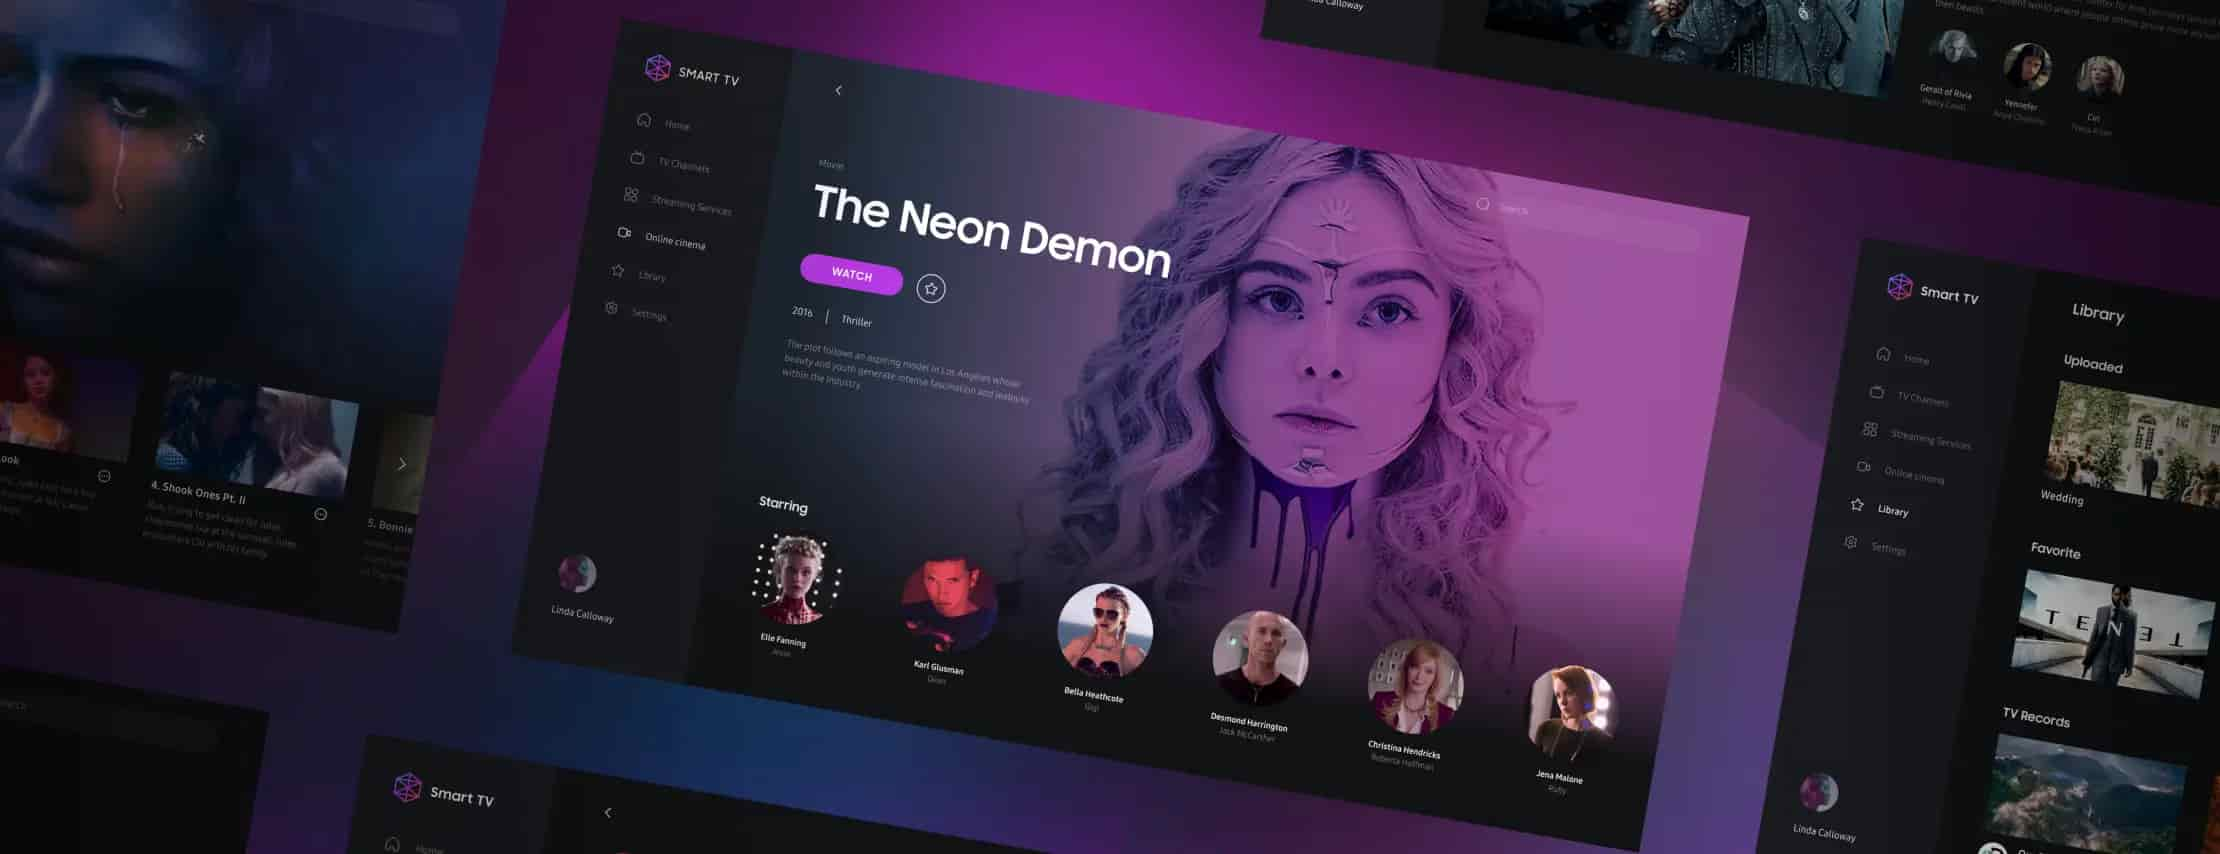 SMART TV
Home
TV Channels
Streaming Services
Online cinema
Library
Settings
Linda Calloway
Movie
The Neon Demon
WATCH
2016 | Thriller
The plot follows an aspiring model in Los Angeles whose
beauty and youth generate intense fascination and jealousy
within the industry
Search
Starring
Elle Fanning
Jesse
Karl Glusman
Dean
Bella Heathcote
Gigi
Desmond Harrington
Jack McCarther
Christina Hendricks
Roberta Hoffman
Jena Malone
Ruby
4. Shook Ones Pt. II
5. Bonnie
Calloway
then beasts.
Geralt of Rivia
Henry Cavill
Yennefer
Ciri
Smart TV
Home
TV Channels
Streaming Services
Online cinema
Library
Settings
Linda Calloway
Library
Uploaded
Wedding
Favorite
TENET
TV Records
Smart TV
Home